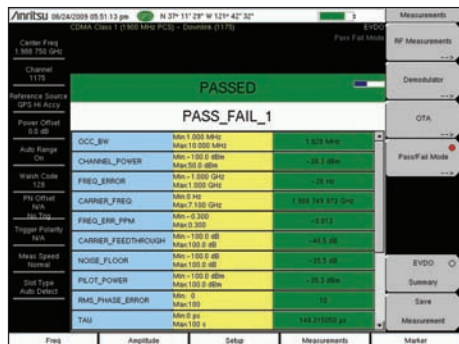 Anritsu 08/24/2009 05:51:13 pm
N 37° 11' 29" W 121° 42' 32"
Measurements
CDMA Class 1 (1900 MHz PCS) - Downlink (1175)
EVDO
Pass Fail Mode
Center Freq
1.988 750 GHz
Channel
1175
Reference Source
GPS Hi Accy
Power Offset
0.0 dB
Auto Range
On
Walsh Code
128
PN Offset
N/A
No Trig
Trigger Polarity
N/A
Meas Speed
Normal
Slot Type
Auto Detect
PASSED
PASS_FAIL_1
OCC_BW Min:1.000 MHz Max:10.000 MHz
CHANNEL_POWER Min:-100.0 dBm Max:50.0 dBm
FREQ_ERROR Min:-1.000 GHz Max:1.000 GHz
CARRIER_FREQ Min:0 Hz Max:7.100 GHz
FREQ_ERR_PPM Min:-0.300 Max:0.300
CARRIER_FEEDTHROUGH Min:-100.0 dB Max:100.0 dB
NOISE_FLOOR Min:-100.0 dB Max:100.0 dB
PILOT_POWER Min:-100.0 dBm Max:100.0 dBm
RMS_PHASE_ERROR Min: 0 Max:100
TAU Min:0 ps Max:100 s
RF Measurements
-->
Demodulator
-->
OTA
-->
Pass/Fail Mode
-->
EVDO
Summary
Save
Measurement
Freq
Amplitude
Setup
Measurements
Marker